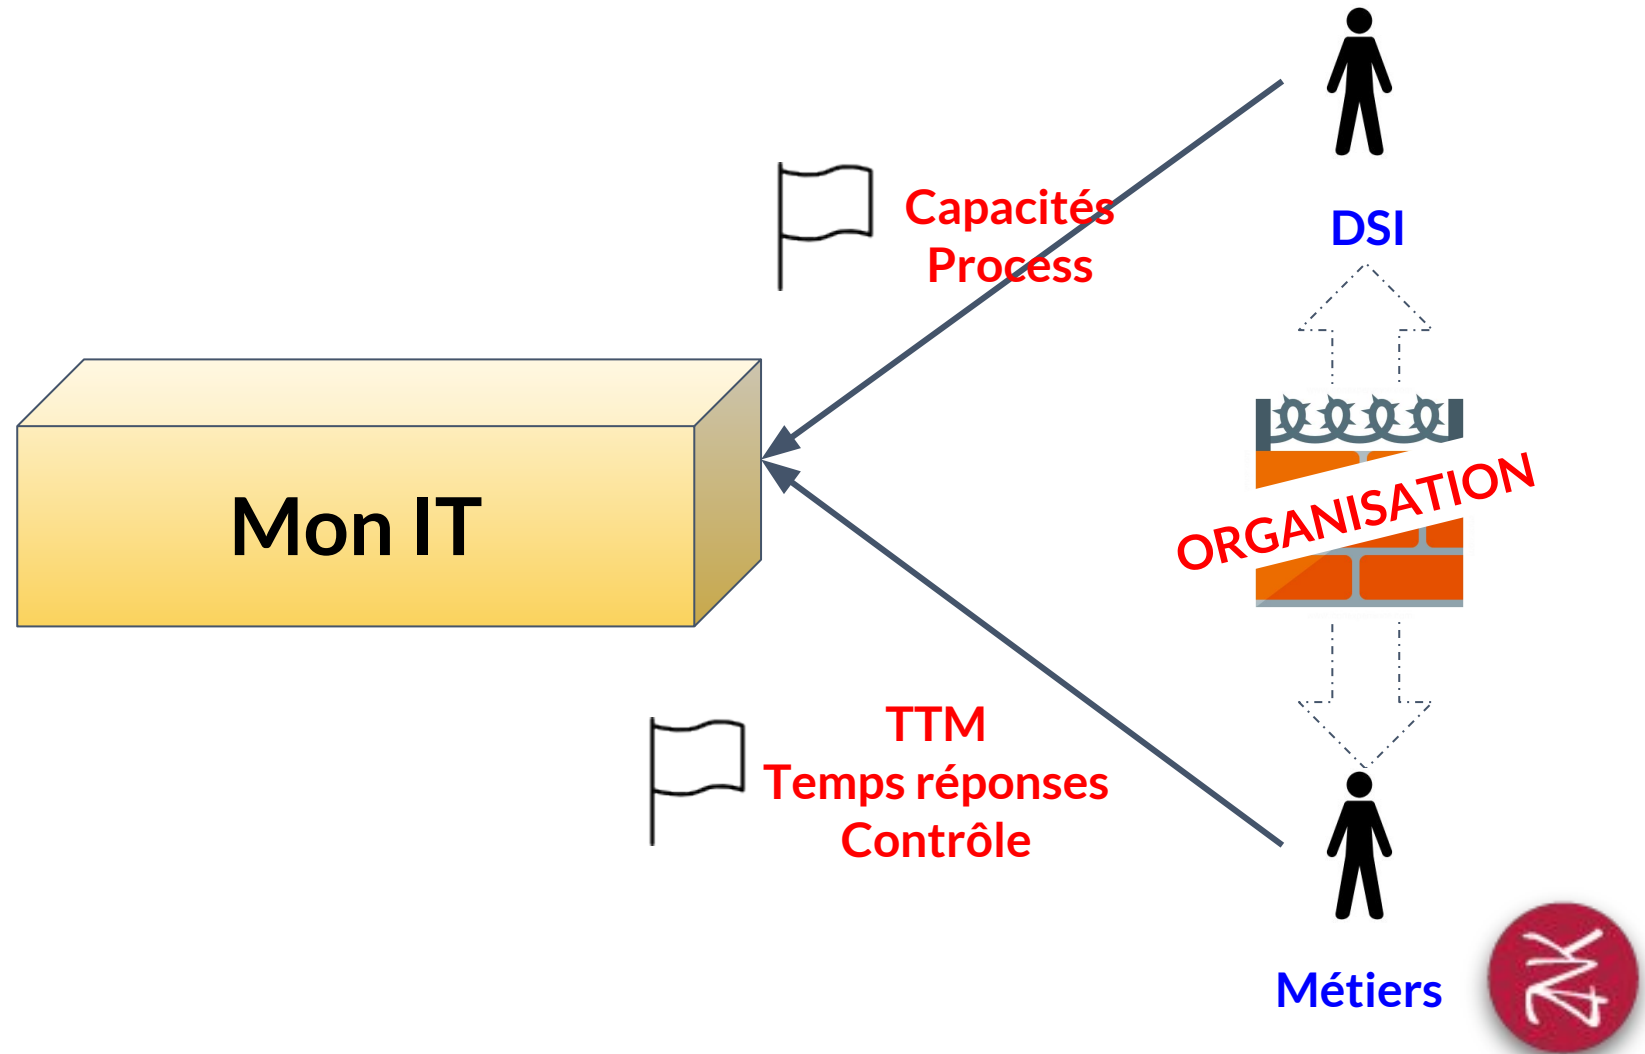 Capacités
Process
DSI
Mon IT
ORGANISATION
TTM
Temps réponses
Contrôle
Métiers